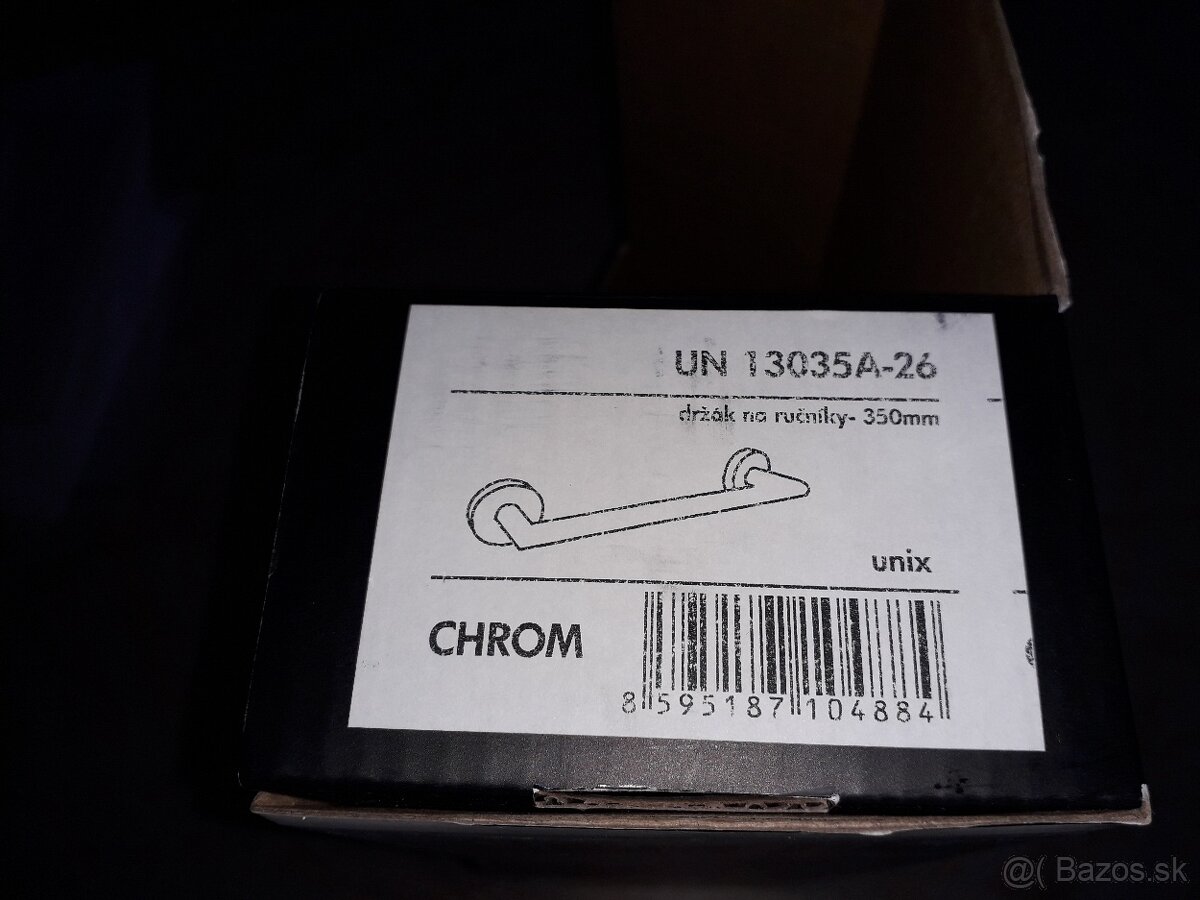 UN 13035A-26
držák na ručníky- 350mm
unix
CHROM
8 595187 104884
@( Bazos.sk